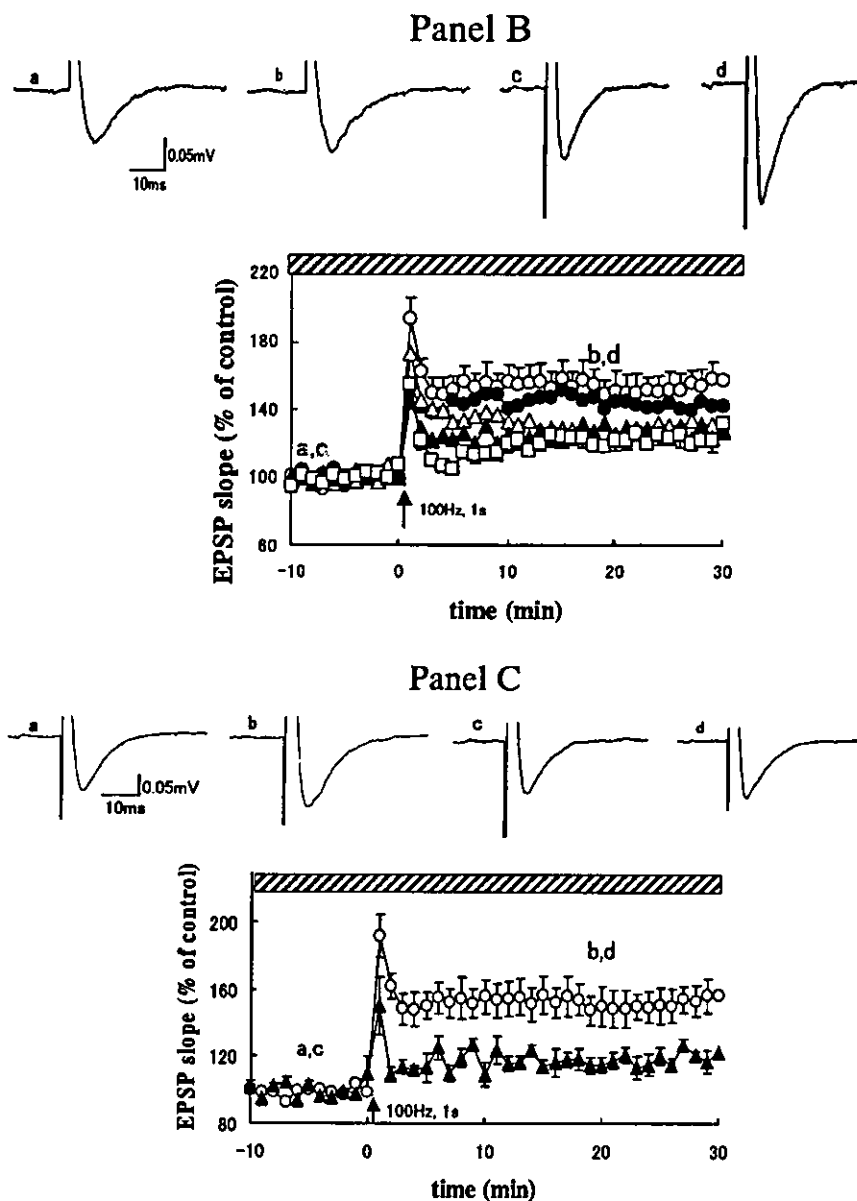 Panel B
a b c d
0.05mV
10ms
EPSP slope (% of control)
220
180
140
100
60
b,d
a,c
100Hz, 1s
-10 0 10 20 30
time (min)
Panel C
a b c d
0.05mV
10ms
EPSP slope (% of control)
200
160
120
80
b,d
a,c
100Hz, 1s
-10 0 10 20 30
time (min)